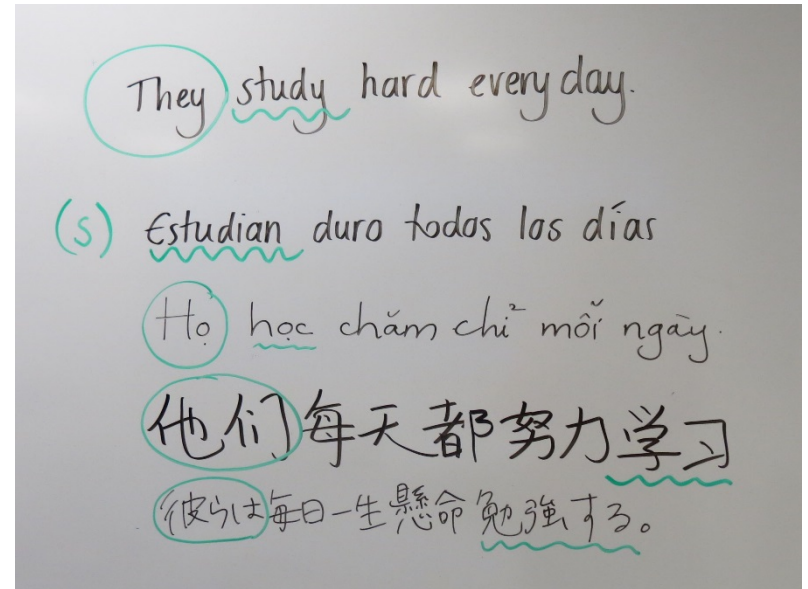 They study hard every day.
(S) Estudian duro todos los días
Họ học chăm chỉ mỗi ngày.
他们每天都努力学习
彼らは毎日一生懸命勉強する。